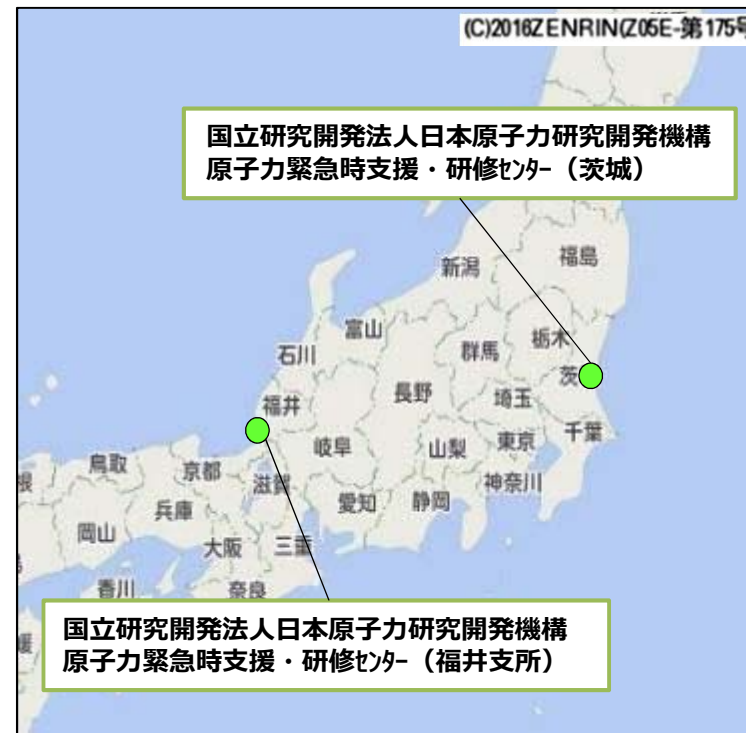 (C)2016ZENRIN(Z05E-第175号
国立研究開発法人日本原子力研究開発機構
原子力緊急時支援・研修ｾﾝﾀｰ（茨城）
福島
新潟
富山
栃木
石川
群馬
茨
長野
福井
埼玉
千葉
岐阜
山梨
東京
鳥取
京都
滋賀
神奈川
愛知
静岡
兵庫
岡山
大阪
三重
香川
奈良
国立研究開発法人日本原子力研究開発機構
原子力緊急時支援・研修ｾﾝﾀｰ（福井支所）